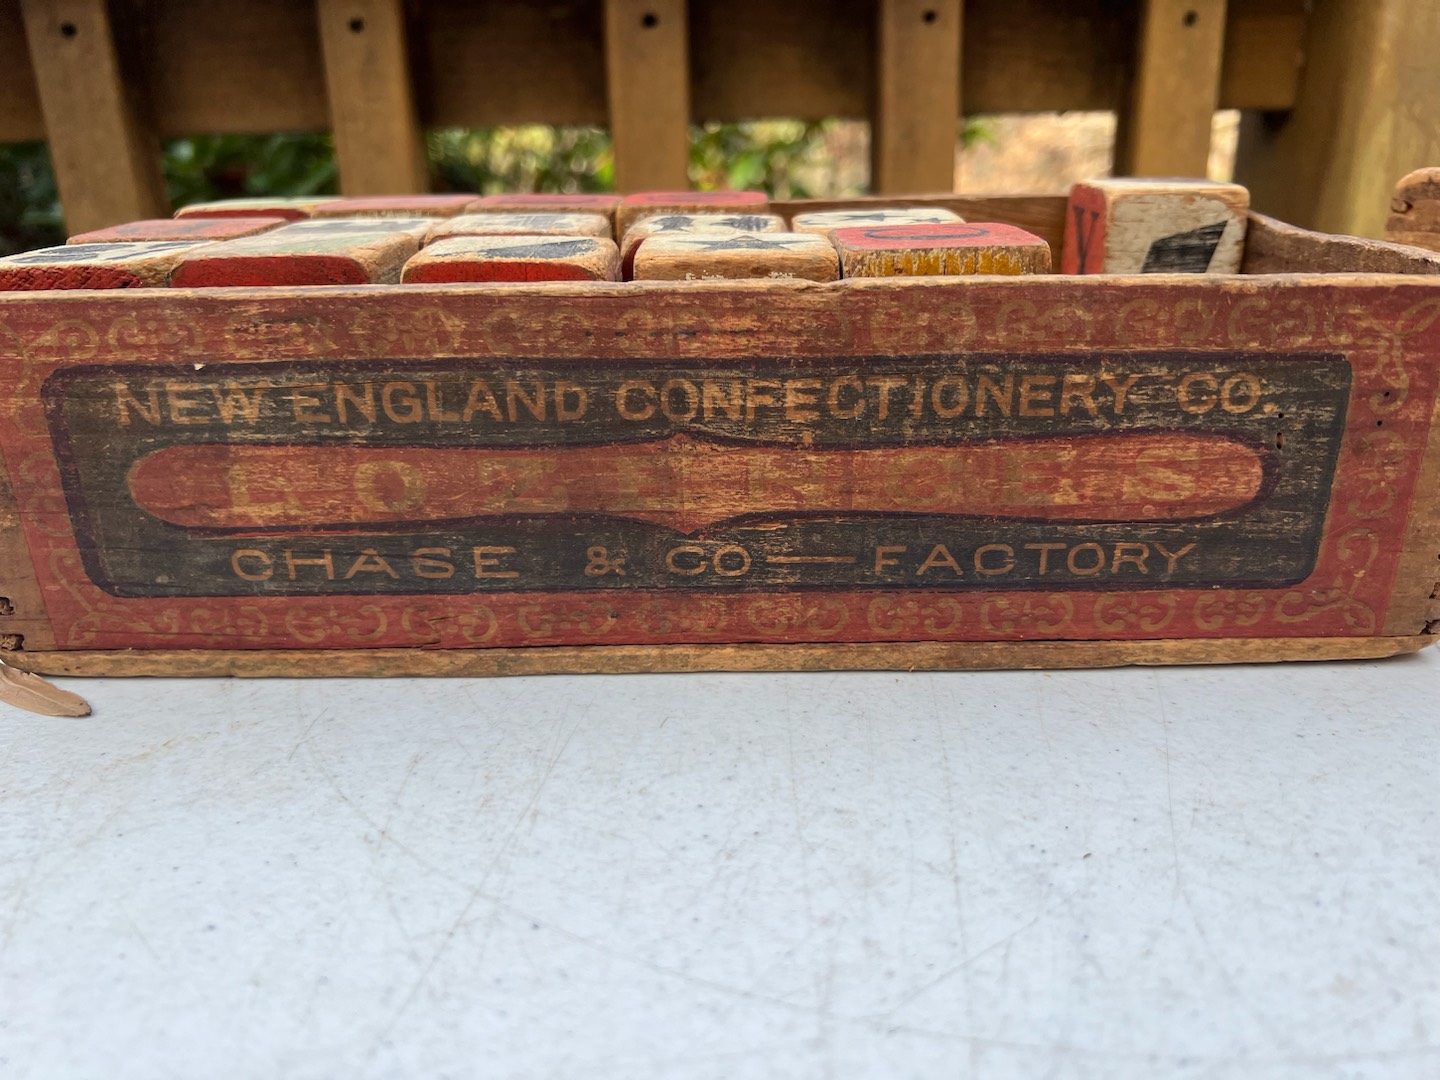 V
O
NEW ENGLAND CONFECTIONERY CO.
LOZENGES
CHASE & CO — FACTORY